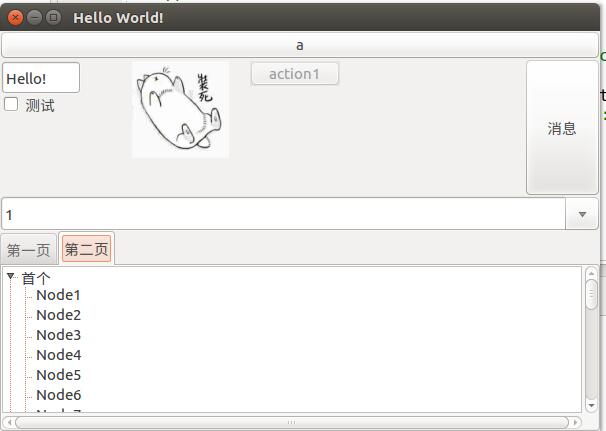 Hello World!
a
Hello!
装死
action1
测试
消息
1
第一页
第二页
首个
Node1
Node2
Node3
Node4
Node5
Node6